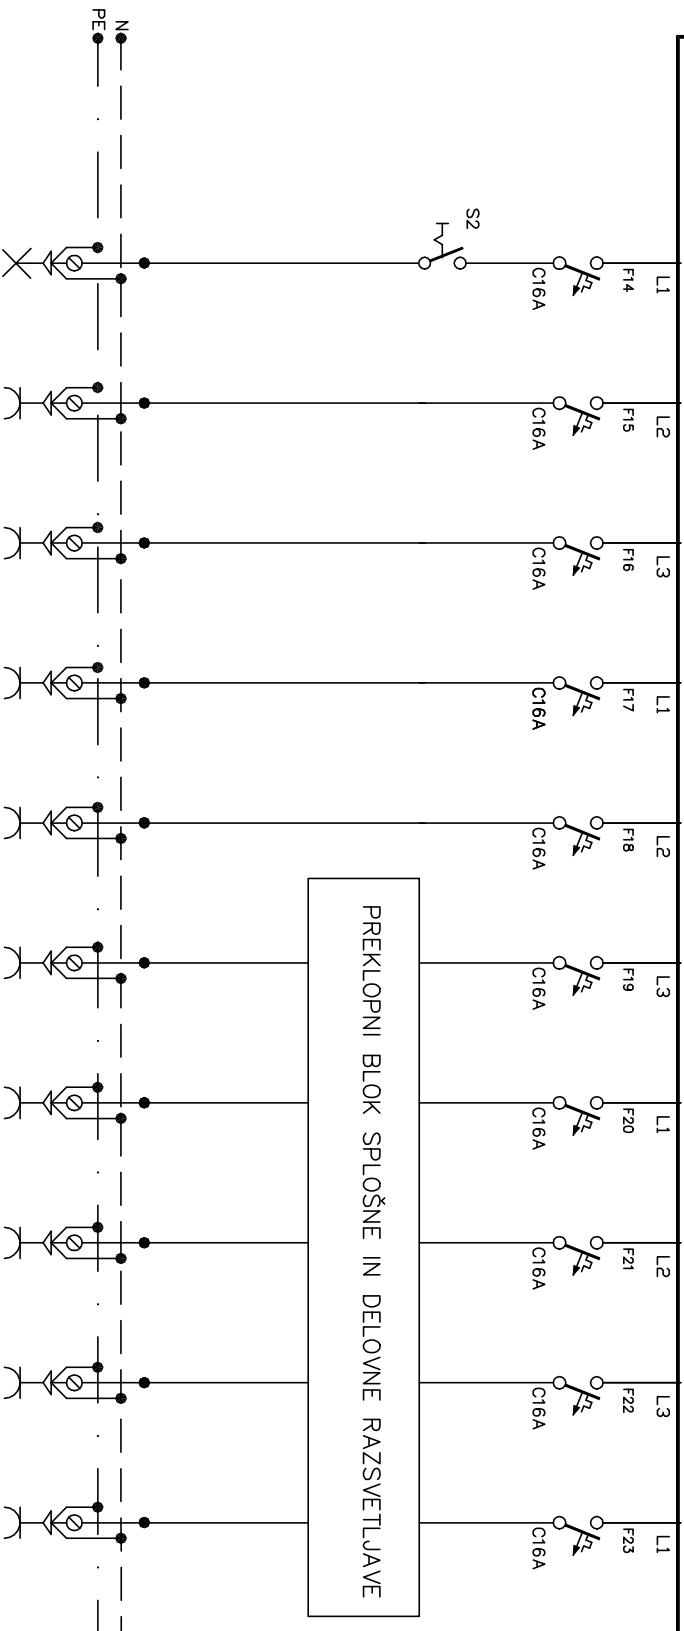 L1
L2
L3
L1
L2
L3
L1
L2
L3
L1
F14
F15
F16
F17
F18
F19
F20
F21
F22
F23
C16A
C16A
C16A
C16A
C16A
C16A
C16A
C16A
C16A
C16A
S2
PREKLOPNI BLOK SPLOŠNE IN DELOVNE RAZSVETLJAVE
N
PE